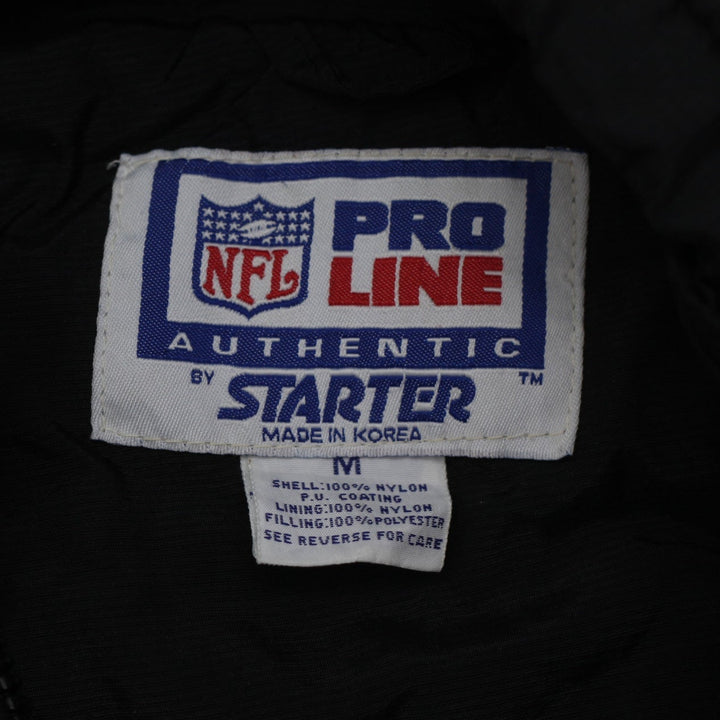 NFL
PRO
LINE
AUTHENTIC
BY STARTER TM
MADE IN KOREA
M
SHELL:100% NYLON
P.U. COATING
LINING:100% NYLON
FILLING:100% POLYESTER
SEE REVERSE FOR CARE